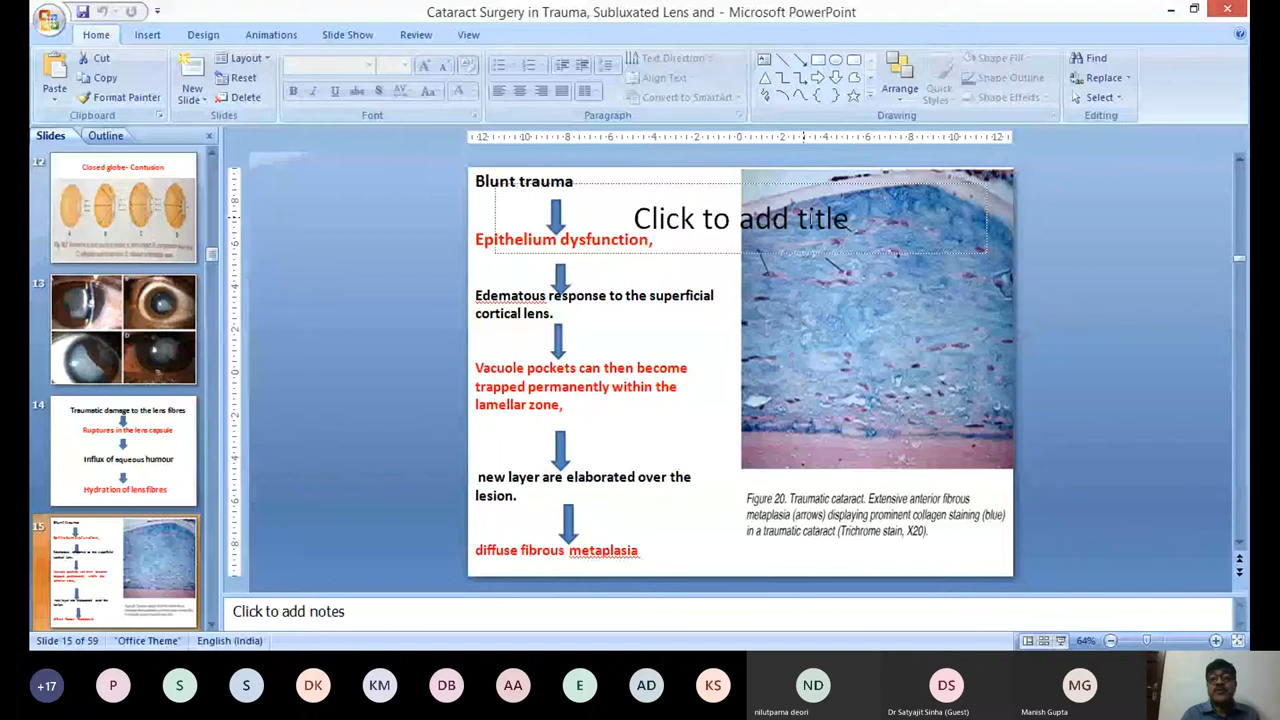 Cataract Surgery in Trauma, Subluxated Lens and - Microsoft PowerPoint
Home Insert Design Animations Slide Show Review View
Paste
Cut
Copy
Format Painter
Clipboard
New
Slide
Layout
Reset
Delete
Slides
B I U abc S AV Aa A
Font
Text Direction
Align Text
Convert to SmartArt
Paragraph
Arrange
Quick
Styles
Shape Fill
Shape Outline
Shape Effects
Drawing
Find
Replace
Select
Editing
Slides Outline
12
Closed globe- Contusion
13
14
Traumatic damage to the lens fibres
Ruptures in the lens capsule
Influx of aqueous humour
Hydration of lens fibres
15
Blunt trauma
Click to add title
Epithelium dysfunction,
Edematous response to the superficial
cortical lens.
Vacuole pockets can then become
trapped permanently within the
lamellar zone,
new layer are elaborated over the
lesion.
diffuse fibrous metaplasia
Figure 20. Traumatic cataract. Extensive anterior fibrous
metaplasia (arrows) displaying prominent collagen staining (blue)
in a traumatic cataract (Trichrome stain, X20).
Click to add notes
Slide 15 of 59 "Office Theme" English (India) 64%
+17 P S S DK KM DB AA E AD KS ND DS MG
nilutparna deori Dr Satyajit Sinha (Guest) Manish Gupta